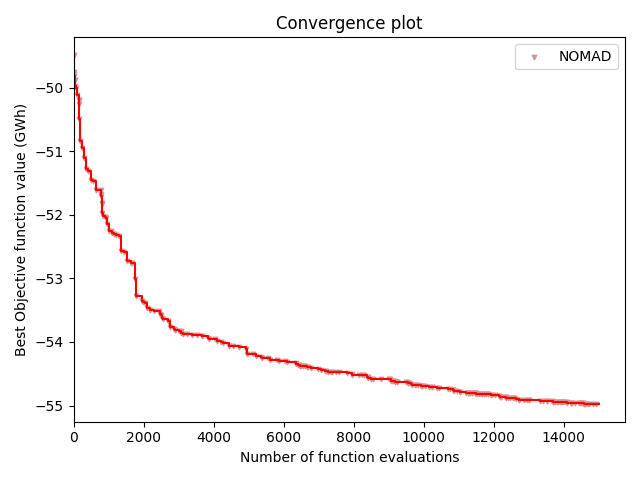 Convergence plot
NOMAD
Best Objective function value (GWh)
−50
−51
−52
−53
−54
−55
0 2000 4000 6000 8000 10000 12000 14000
Number of function evaluations